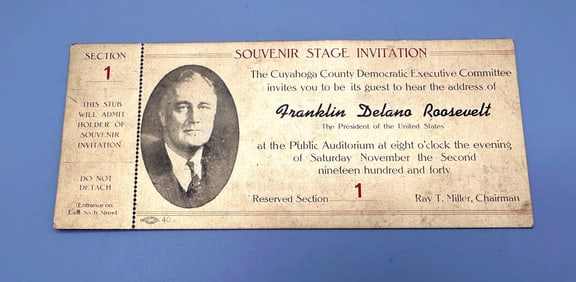 SECTION
1
THIS STUB
WILL ADMIT
HOLDER OF
SOUVENIR
INVITATION
DO NOT
DETACH
Entrance on
East Sixth Street
SOUVENIR STAGE INVITATION
The Cuyahoga County Democratic Executive Committee
invites you to be its guest to hear the address of
Franklin Delano Roosevelt
The President of the United States
at the Public Auditorium at eight o'clock the evening
of Saturday November the Second
nineteen hundred and forty
Reserved Section 1 Ray T. Miller, Chairman
40